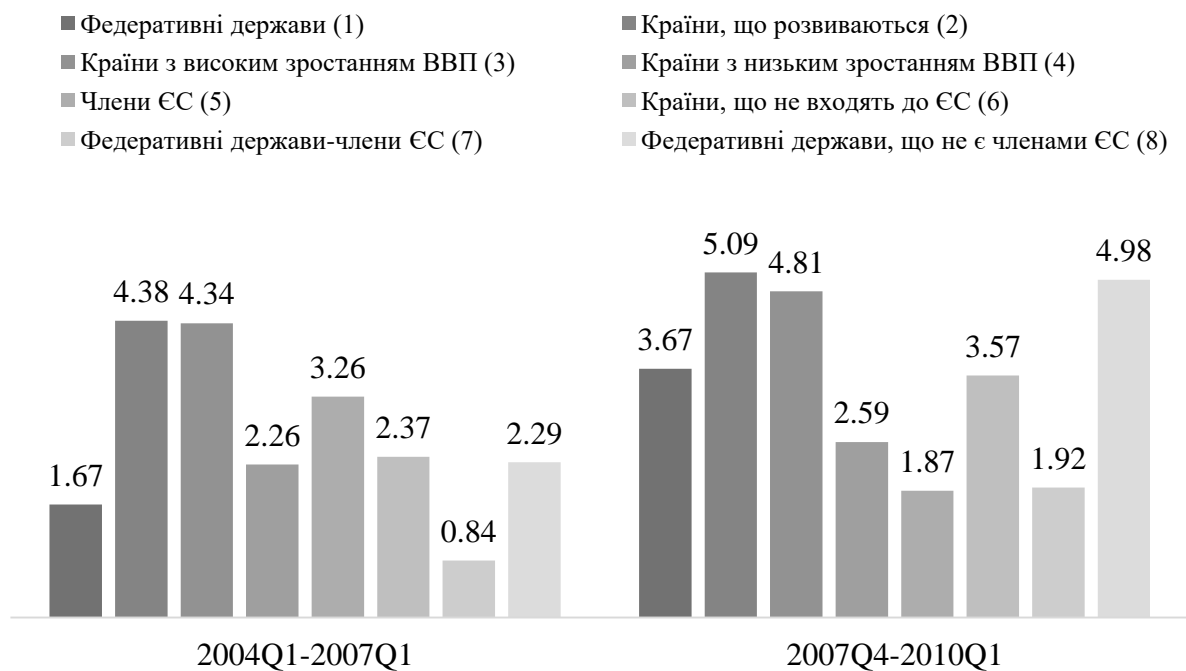 Федеративні держави (1)
Країни, що розвиваються (2)
Країни з високим зростанням ВВП (3)
Країни з низьким зростанням ВВП (4)
Члени ЄС (5)
Країни, що не входять до ЄС (6)
Федеративні держави-члени ЄС (7)
Федеративні держави, що не є членами ЄС (8)
1.67
4.38
4.34
2.26
3.26
2.37
0.84
2.29
3.67
5.09
4.81
2.59
1.87
3.57
1.92
4.98
2004Q1-2007Q1
2007Q4-2010Q1